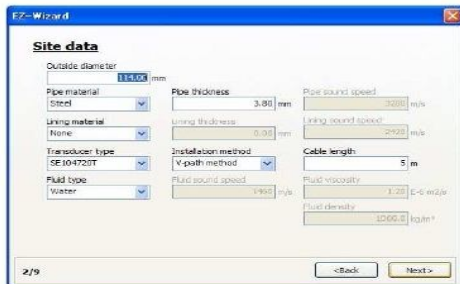 EZ-Wizard
Site data
Outside diameter
114.00 mm
Pipe material Pipe thickness Pipe sound speed
Steel 3.80 mm 3280 m/s
Lining material Lining thickness Lining sound speed
None 0.00 mm 2420 m/s
Transducer type Installation method Cable length
SE104720T V-path method 5 m
Fluid type Fluid sound speed Fluid viscosity
Water 1460 m/s 1.20 E-6 m2/s
Fluid density
1000.0 kg/m³
2/9 <Back Next>